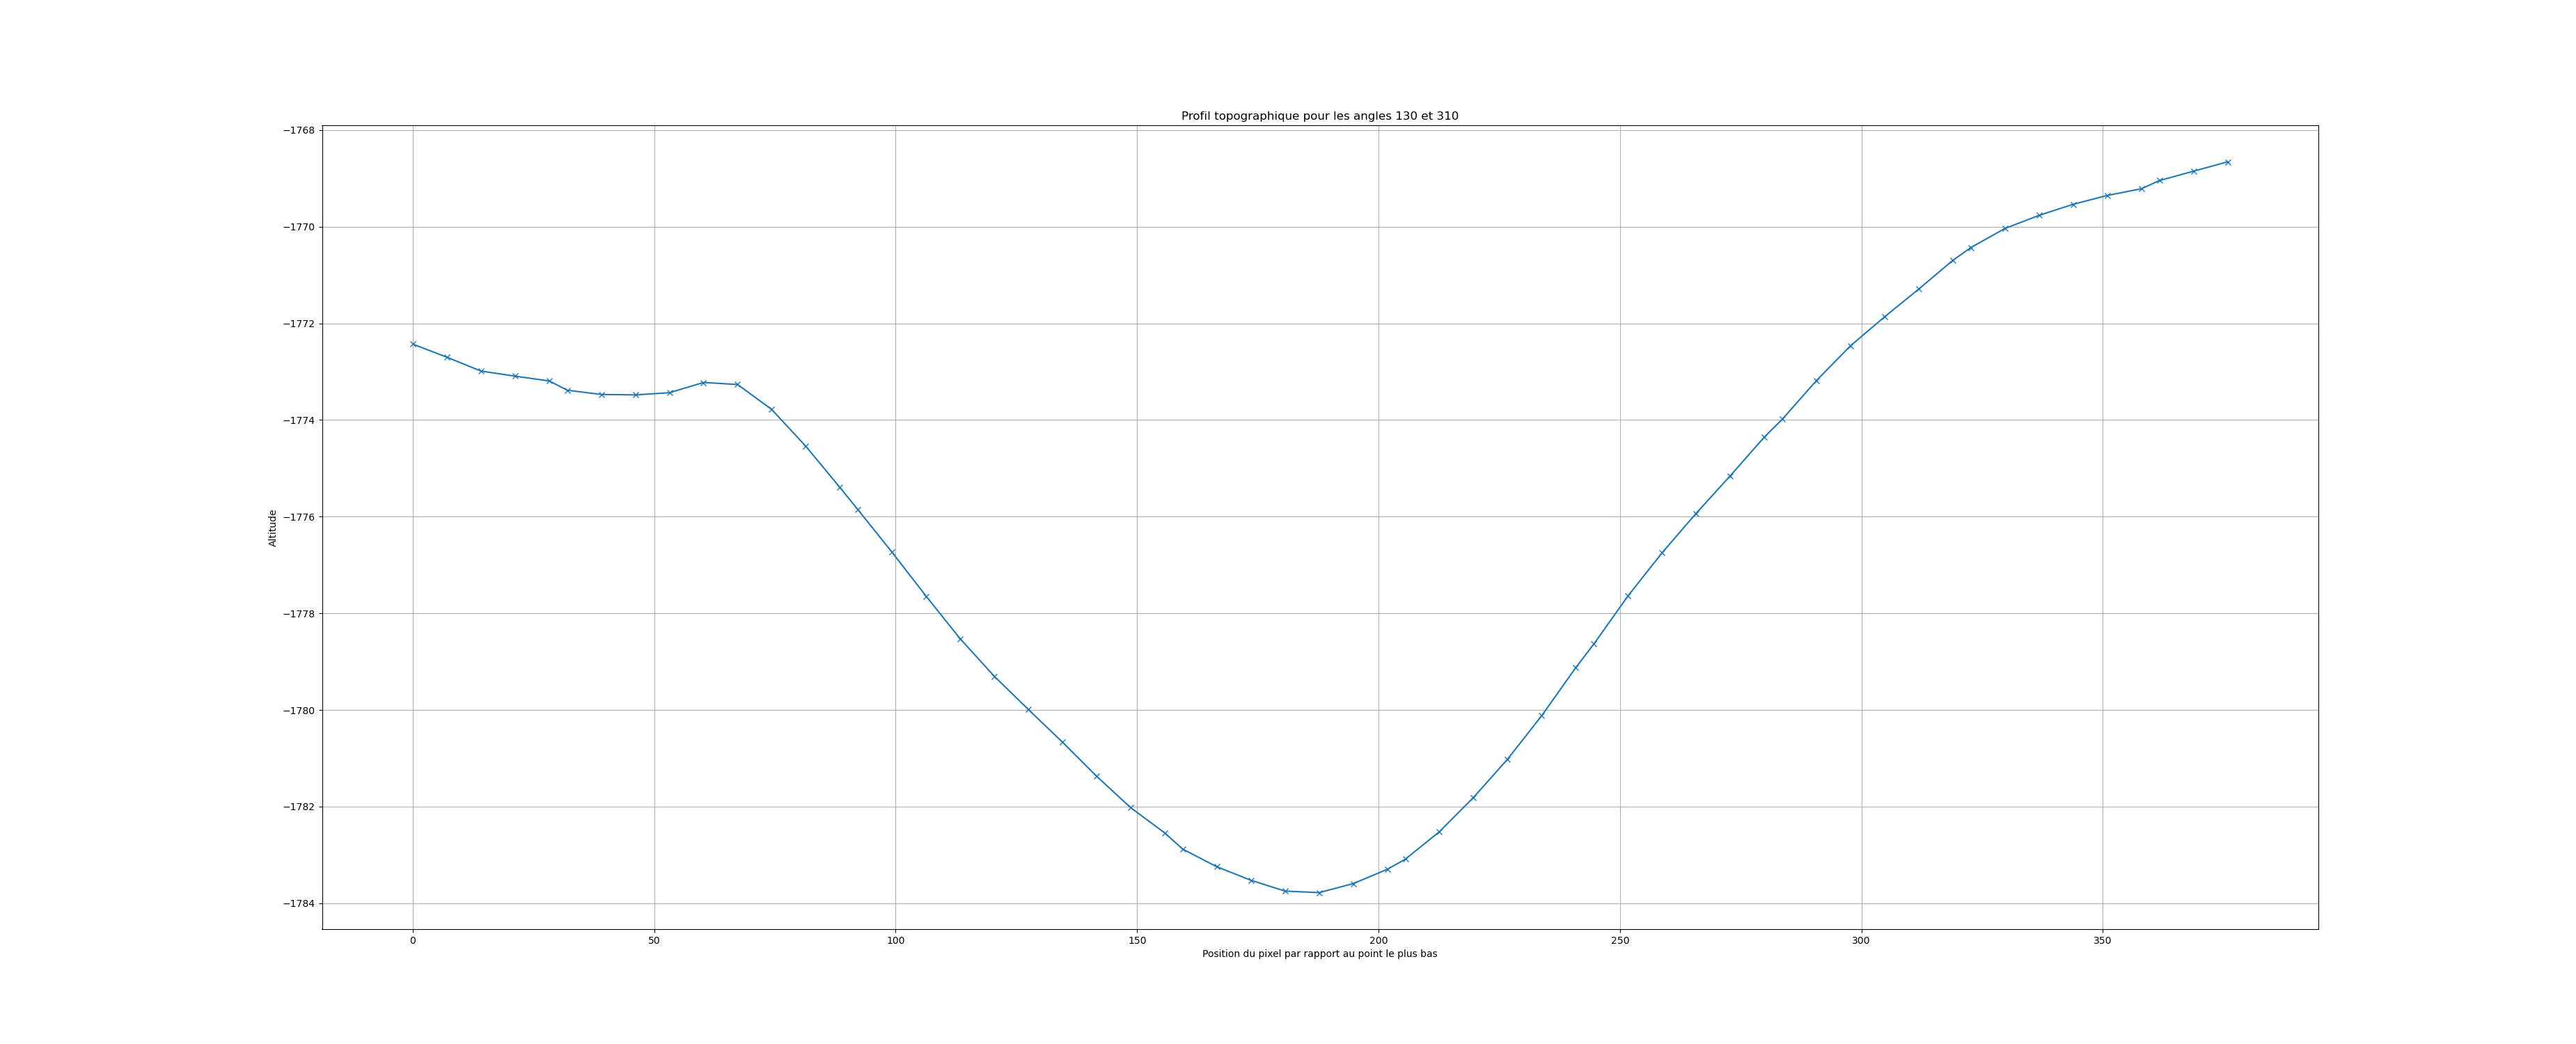 Profil topographique pour les angles 130 et 310
−1768
−1770
−1772
−1774
−1776
−1778
−1780
−1782
−1784
Altitude
0 50 100 150 200 250 300 350
Position du pixel par rapport au point le plus bas